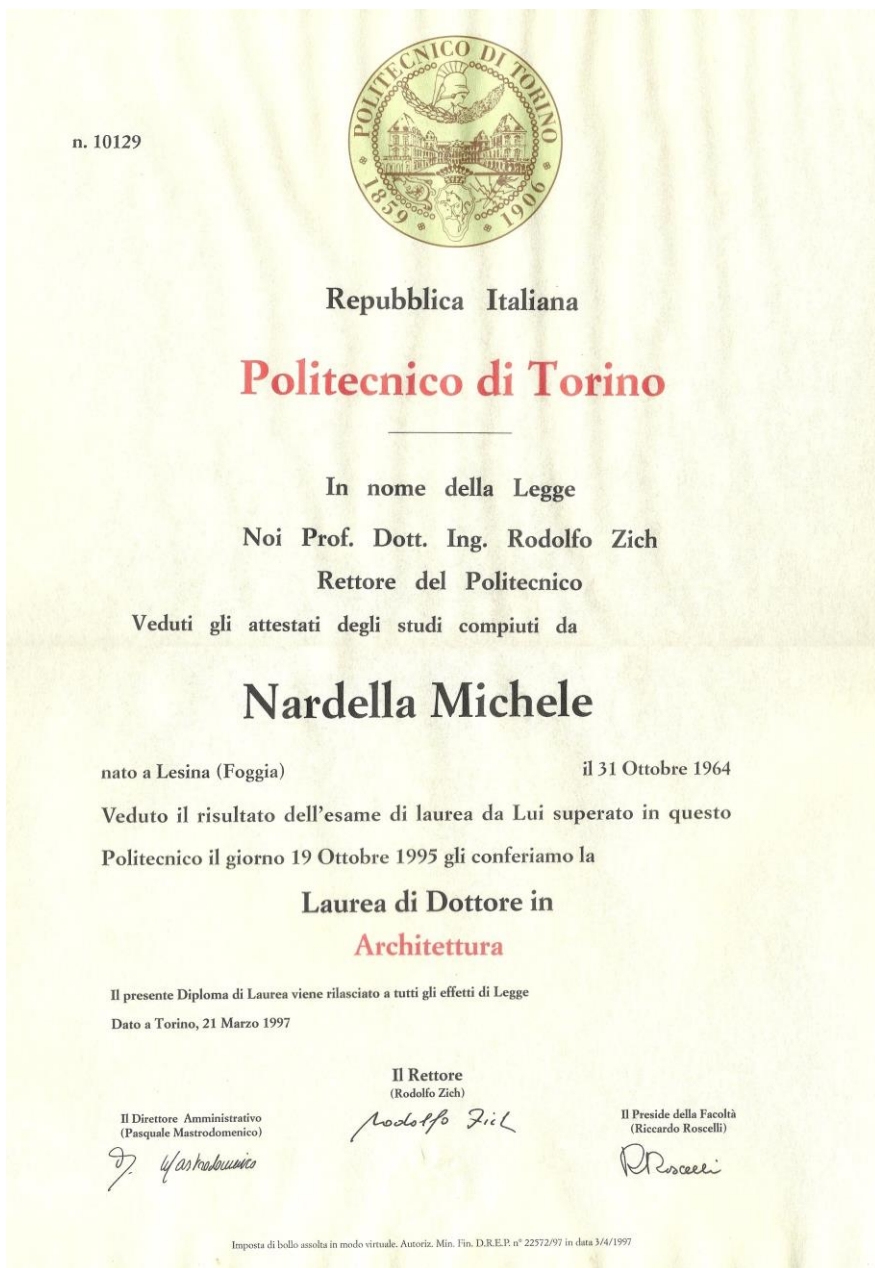 POLITECNICO DI TORINO
1859 1906
n. 10129
Repubblica Italiana
Politecnico di Torino
In nome della Legge
Noi Prof. Dott. Ing. Rodolfo Zich
Rettore del Politecnico
Veduti gli attestati degli studi compiuti da
Nardella Michele
nato a Lesina (Foggia) il 31 Ottobre 1964
Veduto il risultato dell'esame di laurea da Lui superato in questo
Politecnico il giorno 19 Ottobre 1995 gli conferiamo la
Laurea di Dottore in
Architettura
Il presente Diploma di Laurea viene rilasciato a tutti gli effetti di Legge
Dato a Torino, 21 Marzo 1997
Il Rettore
(Rodolfo Zich)
Rodolfo Zich
Il Direttore Amministrativo
(Pasquale Mastrodomenico)
P. Mastrodomenico
Il Preside della Facoltà
(Riccardo Roscelli)
R Roscelli
Imposta di bollo assolta in modo virtuale. Autoriz. Min. Fin. D.R.E.P. n° 22572/97 in data 3/4/1997